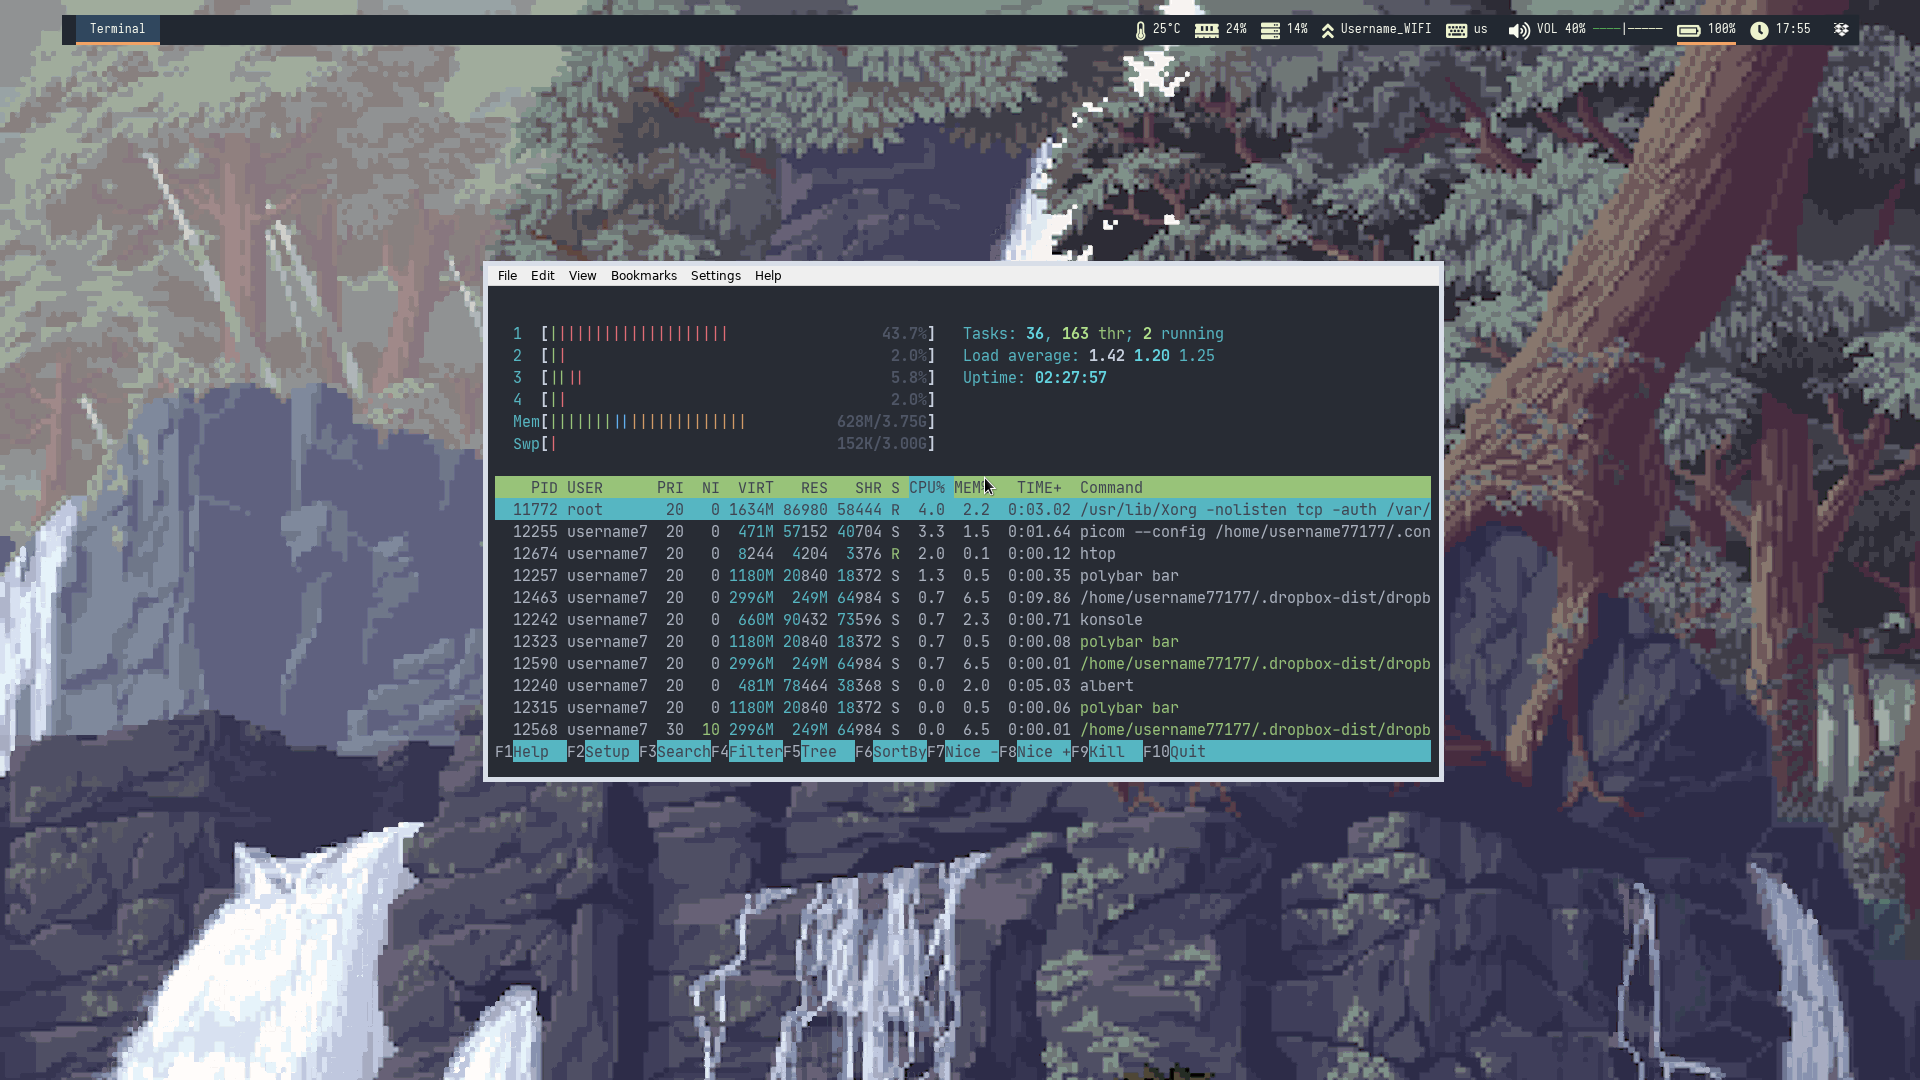 Terminal
25°C 24% 14% Username_WIFI us VOL 40% 100% 17:55
File Edit View Bookmarks Settings Help
1 [|||||||||||||||||||| 43.7%] Tasks: 36, 163 thr; 2 running
2 [|| 2.0%] Load average: 1.42 1.20 1.25
3 [|||| 5.8%] Uptime: 02:27:57
4 [|| 2.0%]
Mem[|||||||||||||||||||||| 628M/3.75G]
Swp[| 152K/3.00G]
PID USER PRI NI VIRT RES SHR S CPU% MEM% TIME+ Command
11772 root 20 0 1634M 86980 58444 R 4.0 2.2 0:03.02 /usr/lib/Xorg -nolisten tcp -auth /var/
12255 username7 20 0 471M 57152 40704 S 3.3 1.5 0:01.64 picom --config /home/username77177/.con
12674 username7 20 0 8244 4204 3376 R 2.0 0.1 0:00.12 htop
12257 username7 20 0 1180M 20840 18372 S 1.3 0.5 0:00.35 polybar bar
12463 username7 20 0 2996M 249M 64984 S 0.7 6.5 0:09.86 /home/username77177/.dropbox-dist/dropb
12242 username7 20 0 660M 90432 73596 S 0.7 2.3 0:00.71 konsole
12323 username7 20 0 1180M 20840 18372 S 0.7 0.5 0:00.08 polybar bar
12590 username7 20 0 2996M 249M 64984 S 0.7 6.5 0:00.01 /home/username77177/.dropbox-dist/dropb
12240 username7 20 0 481M 78464 38368 S 0.0 2.0 0:05.03 albert
12315 username7 20 0 1180M 20840 18372 S 0.0 0.5 0:00.06 polybar bar
12568 username7 30 10 2996M 249M 64984 S 0.0 6.5 0:00.01 /home/username77177/.dropbox-dist/dropb
F1Help F2Setup F3SearchF4FilterF5Tree F6SortByF7Nice -F8Nice +F9Kill F10Quit